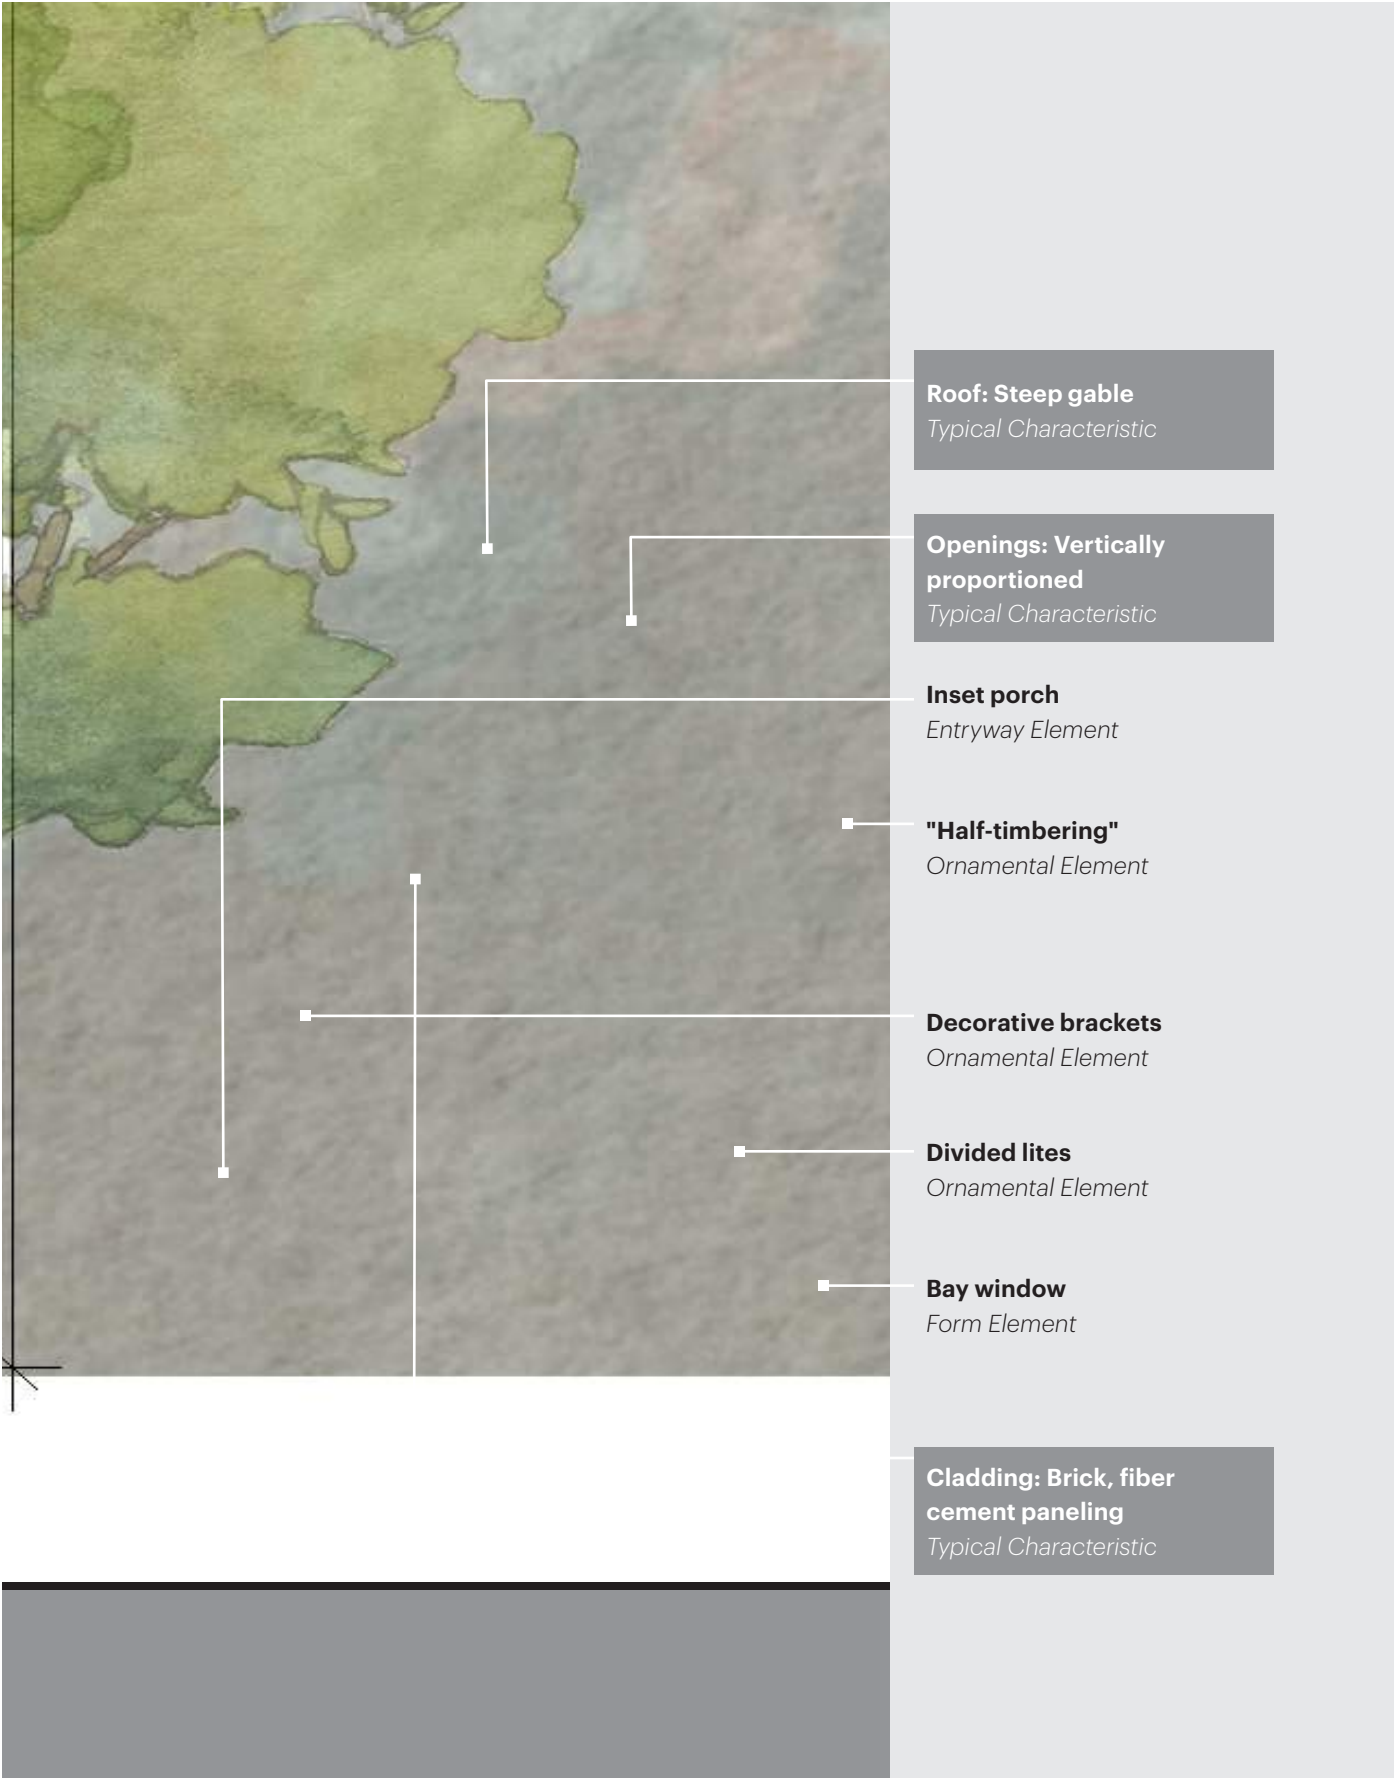 Roof: Steep gable
Typical Characteristic
Openings: Vertically
proportioned
Typical Characteristic
Inset porch
Entryway Element
"Half-timbering"
Ornamental Element
Decorative brackets
Ornamental Element
Divided lites
Ornamental Element
Bay window
Form Element
Cladding: Brick, fiber
cement paneling
Typical Characteristic